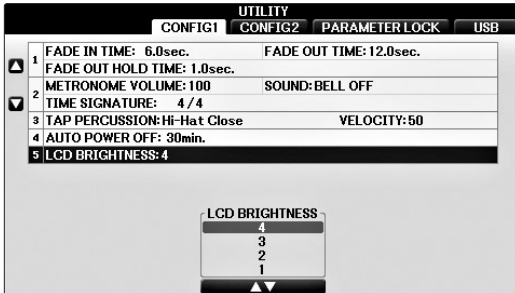 UTILITY
CONFIG1 CONFIG2 PARAMETER LOCK USB
1 FADE IN TIME: 6.0sec. FADE OUT TIME:12.0sec.
FADE OUT HOLD TIME: 1.0sec.
2 METRONOME VOLUME:100 SOUND:BELL OFF
TIME SIGNATURE: 4/4
3 TAP PERCUSSION:Hi-Hat Close VELOCITY:50
4 AUTO POWER OFF: 30min.
5 LCD BRIGHTNESS:4
LCD BRIGHTNESS
4
3
2
1